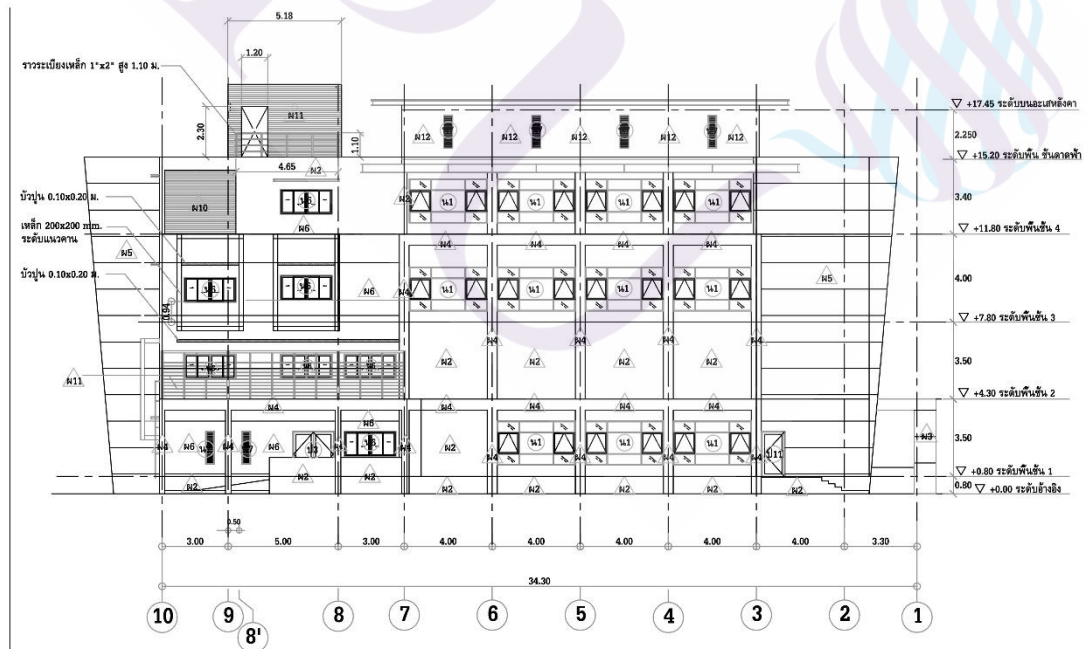 5.18
1.20
ราวระเบียงเหล็ก 1"x2" สูง 1.10 ม.
ผ11
2.30
1.10
+17.45 ระดับบนอะเสหลังคา
ผ12 ผ12 ผ12 ผ12 ผ12
2.250
+15.20 ระดับพื้น ชั้นดาดฟ้า
4.65
ผ2
บัวปูน 0.10x0.20 ม.
ผ10
ผ2
น1 น1 น1 น1
3.40
ผ6
เหล็ก 200x200 mm.
ระดับแนวคาน
+11.80 ระดับพื้นชั้น 4
ผ5
ผ4 ผ4 ผ4 ผ4
บัวปูน 0.10x0.20 ม.
ผ6
ผ4
น1 น1 น1 น1
ผ5
4.00
0.94
+7.80 ระดับพื้นชั้น 3
ผ4 ผ4 ผ4 ผ4
ผ2 ผ2 ผ2 ผ2
3.50
ผ11
+4.30 ระดับพื้นชั้น 2
ผ4
ผ4 ผ4 ผ4 ผ4
ผ6
ผ4 ผ6 ผ4 ผ6
ผ4
ผ2
น1 น1 น1
ผ3
3.50
ผ4 ผ4 ผ4 ผ4
ป11
+0.80 ระดับพื้นชั้น 1
ผ2 ผ2 ผ2 ผ2 ผ2 ผ2 ผ2 ผ2
0.80
+0.00 ระดับอ้างอิง
0.50
3.00 5.00 3.00 4.00 4.00 4.00 4.00 4.00 3.30
34.30
10 9 8' 8 7 6 5 4 3 2 1